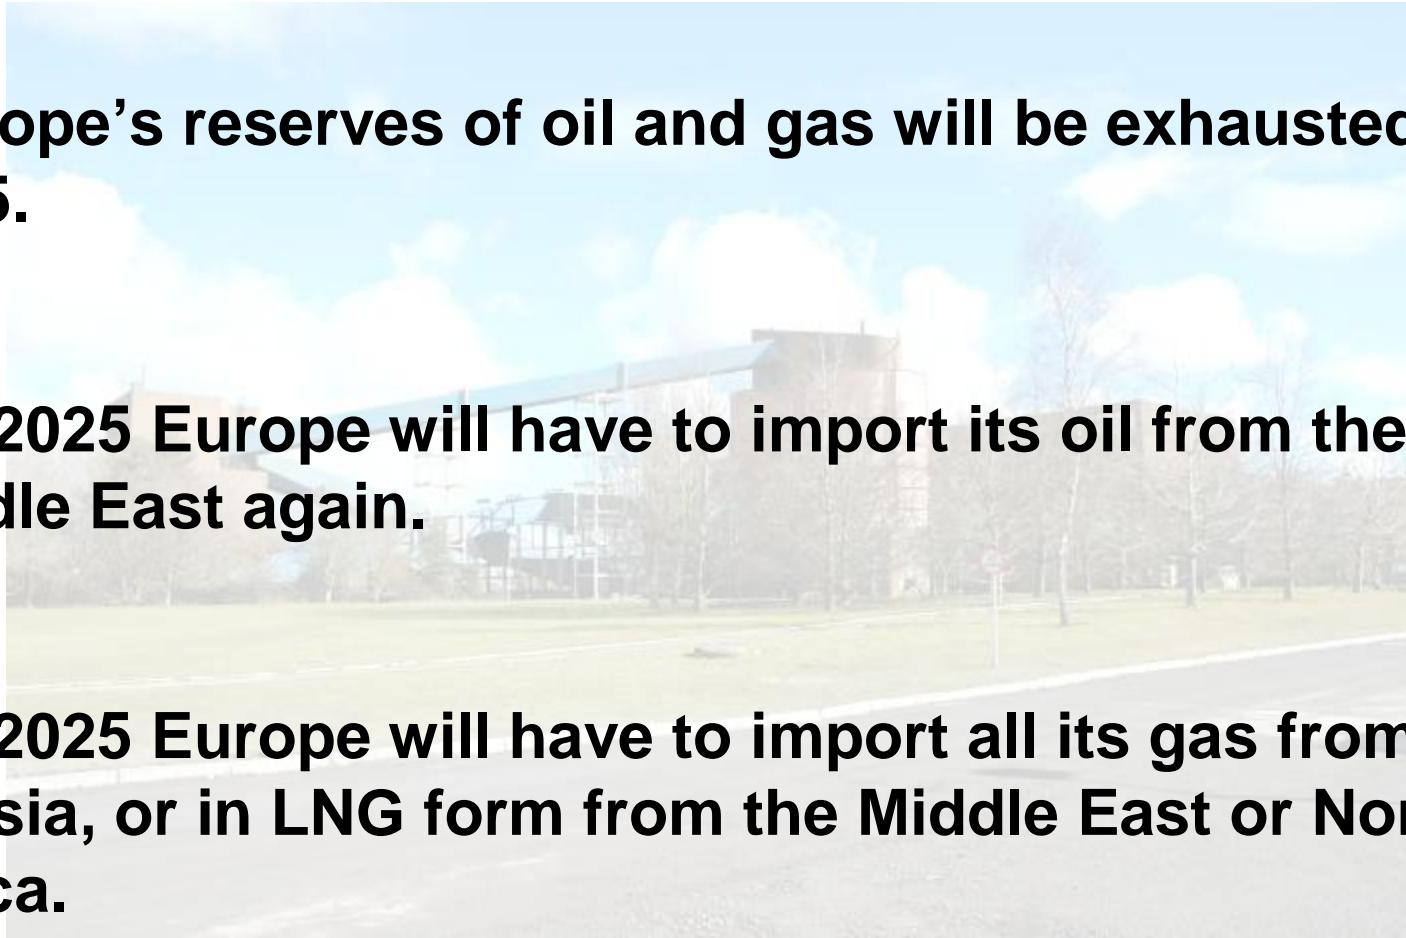 ope’s reserves of oil and gas will be exhausted
5.
2025 Europe will have to import its oil from the
dle East again.
2025 Europe will have to import all its gas from
sia, or in LNG form from the Middle East or Nor
ca.